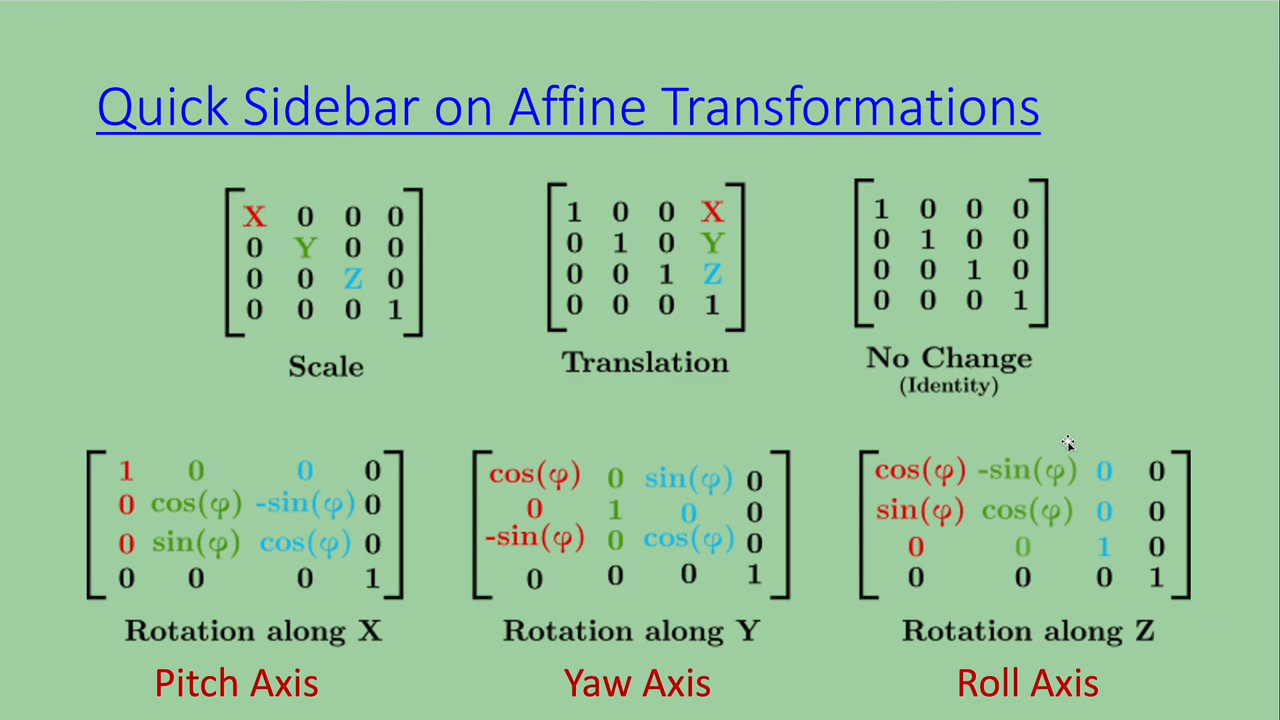 Quick Sidebar on Affine Transformations
X 0 0 0
0 Y 0 0
0 0 Z 0
0 0 0 1
Scale
1 0 0 X
0 1 0 Y
0 0 1 Z
0 0 0 1
Translation
1 0 0 0
0 1 0 0
0 0 1 0
0 0 0 1
No Change
(Identity)
1 0 0 0
0 cos(φ) -sin(φ) 0
0 sin(φ) cos(φ) 0
0 0 0 1
Rotation along X
Pitch Axis
cos(φ) 0 sin(φ) 0
0 1 0 0
-sin(φ) 0 cos(φ) 0
0 0 0 1
Rotation along Y
Yaw Axis
cos(φ) -sin(φ) 0 0
sin(φ) cos(φ) 0 0
0 0 1 0
0 0 0 1
Rotation along Z
Roll Axis